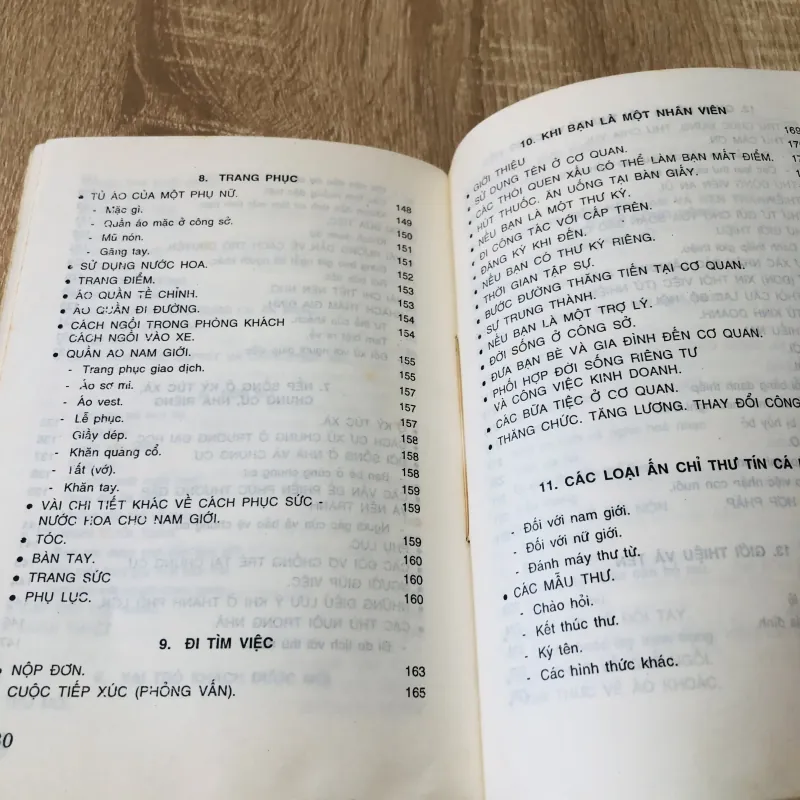 8. TRANG PHỤC
• TỦ ÁO CỦA MỘT PHỤ NỮ.
- Mặc gì. 148
- Quần áo mặc ở công sở. 149
- Mũ nón. 150
- Găng tay. 151
• SỬ DỤNG NƯỚC HOA. 151
• TRANG ĐIỂM. 152
• ÁO QUẦN TỀ CHỈNH. 153
• ÁO QUẦN ĐI ĐƯỜNG. 153
• CÁCH NGỒI TRONG PHÒNG KHÁCH 154
CÁCH NGỒI VÀO XE. 154
• QUẦN ÁO NAM GIỚI.
- Trang phục giao dịch. 155
- Áo sơ mi. 155
- Áo vest. 157
- Lễ phục. 157
- Giầy dép. 158
- Khăn quàng cổ. 158
- Tất (vớ). 158
- Khăn tay. 159
• VÀI CHI TIẾT KHÁC VỀ CÁCH PHỤC SỨC - 159
NƯỚC HOA CHO NAM GIỚI.
• TÓC. 159
• BÀN TAY. 160
• TRANG SỨC 160
• PHỤ LỤC. 160
9. ĐI TÌM VIỆC
• NỘP ĐƠN. 163
CUỘC TIẾP XÚC (PHỎNG VẤN). 165
10. KHI BẠN LÀ MỘT NHÂN VIÊN
• GIỚI THIỆU 169
• SỬ DỤNG TÊN Ở CƠ QUAN.
• CÁC THÓI QUEN XẤU CÓ THỂ LÀM BẠN MẤT ĐIỂM.
• HÚT THUỐC. ĂN UỐNG TẠI BÀN GIẤY.
• NẾU BẠN LÀ MỘT THƯ KÝ.
• ĐI CÔNG TÁC VỚI CẤP TRÊN.
• ĐĂNG KÝ KHI ĐẾN.
• NẾU BẠN CÓ THƯ KÝ RIÊNG.
• THỜI GIAN TẬP SỰ.
• BƯỚC ĐƯỜNG THĂNG TIẾN TẠI CƠ QUAN.
• SỰ TRUNG THÀNH.
• NẾU BẠN LÀ MỘT TRỢ LÝ.
• ĐỜI SỐNG Ở CÔNG SỞ.
• ĐƯA BẠN BÈ VÀ GIA ĐÌNH ĐẾN CƠ QUAN.
• PHỐI HỢP ĐỜI SỐNG RIÊNG TƯ
VÀ CÔNG VIỆC KINH DOANH.
• CÁC BỮA TIỆC Ở CƠ QUAN.
• THĂNG CHỨC. TĂNG LƯƠNG. THAY ĐỔI CÔNG
11. CÁC LOẠI ẤN CHỈ THƯ TÍN CÁ
- Đối với nam giới.
- Đối với nữ giới.
- Đánh máy thư từ.
• CÁC MẪU THƯ.
- Chào hỏi.
- Kết thúc thư.
- Ký tên.
- Các hình thức khác.